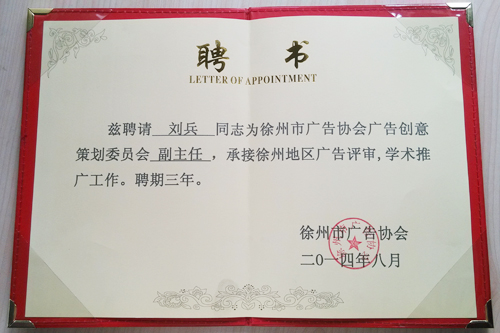 聘 书
LETTER OF APPOINTMENT
兹聘请 刘兵 同志为徐州市广告协会广告创意
策划委员会 副主任 ，承接徐州地区广告评审,学术推
广工作。聘期三年。
徐州市广告协会
二0一四年八月